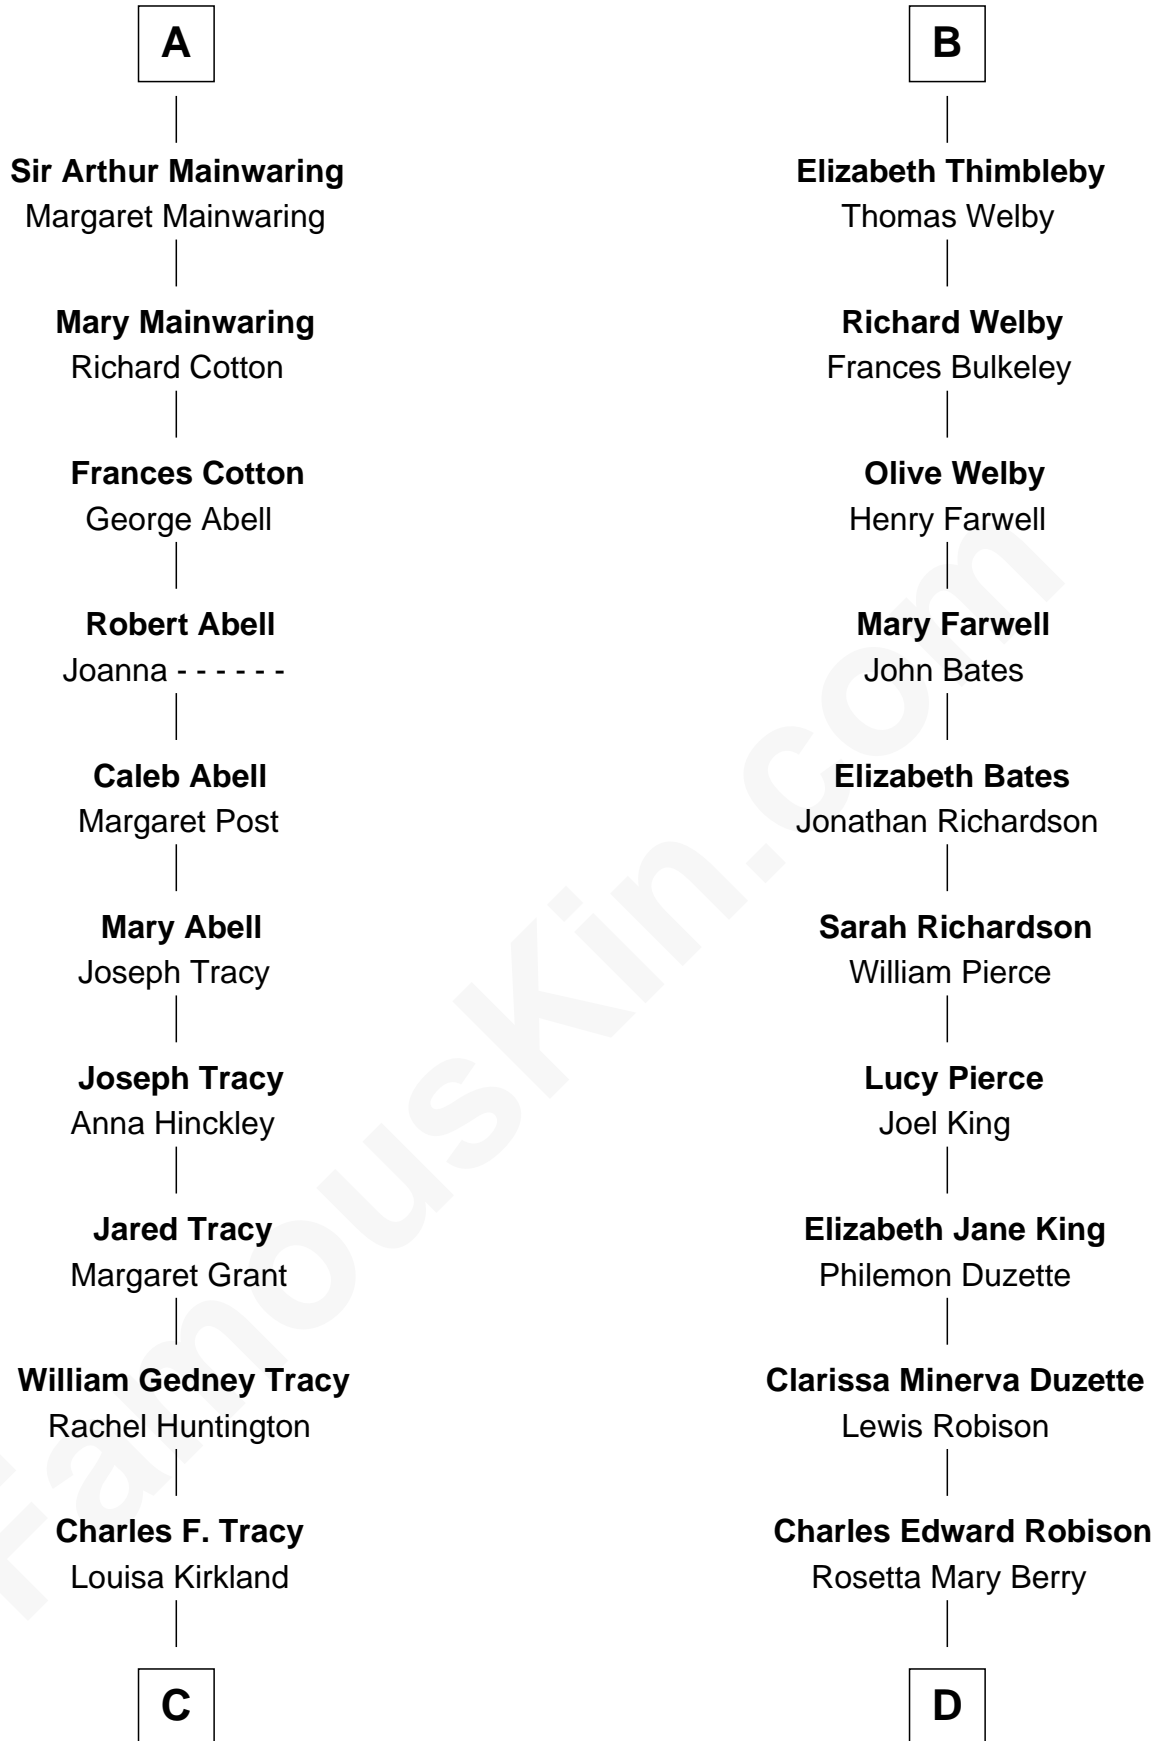 A
Sir Arthur Mainwaring
Margaret Mainwaring
Mary Mainwaring
Richard Cotton
Frances Cotton
George Abell
Robert Abell
Joanna - - - - - -
Caleb Abell
Margaret Post
Mary Abell
Joseph Tracy
Joseph Tracy
Anna Hinckley
Jared Tracy
Margaret Grant
William Gedney Tracy
Rachel Huntington
Charles F. Tracy
Louisa Kirkland
C
B
Elizabeth Thimbleby
Thomas Welby
Richard Welby
Frances Bulkeley
Olive Welby
Henry Farwell
Mary Farwell
John Bates
Elizabeth Bates
Jonathan Richardson
Sarah Richardson
William Pierce
Lucy Pierce
Joel King
Elizabeth Jane King
Philemon Duzette
Clarissa Minerva Duzette
Lewis Robison
Charles Edward Robison
Rosetta Mary Berry
D
FamousKin.com